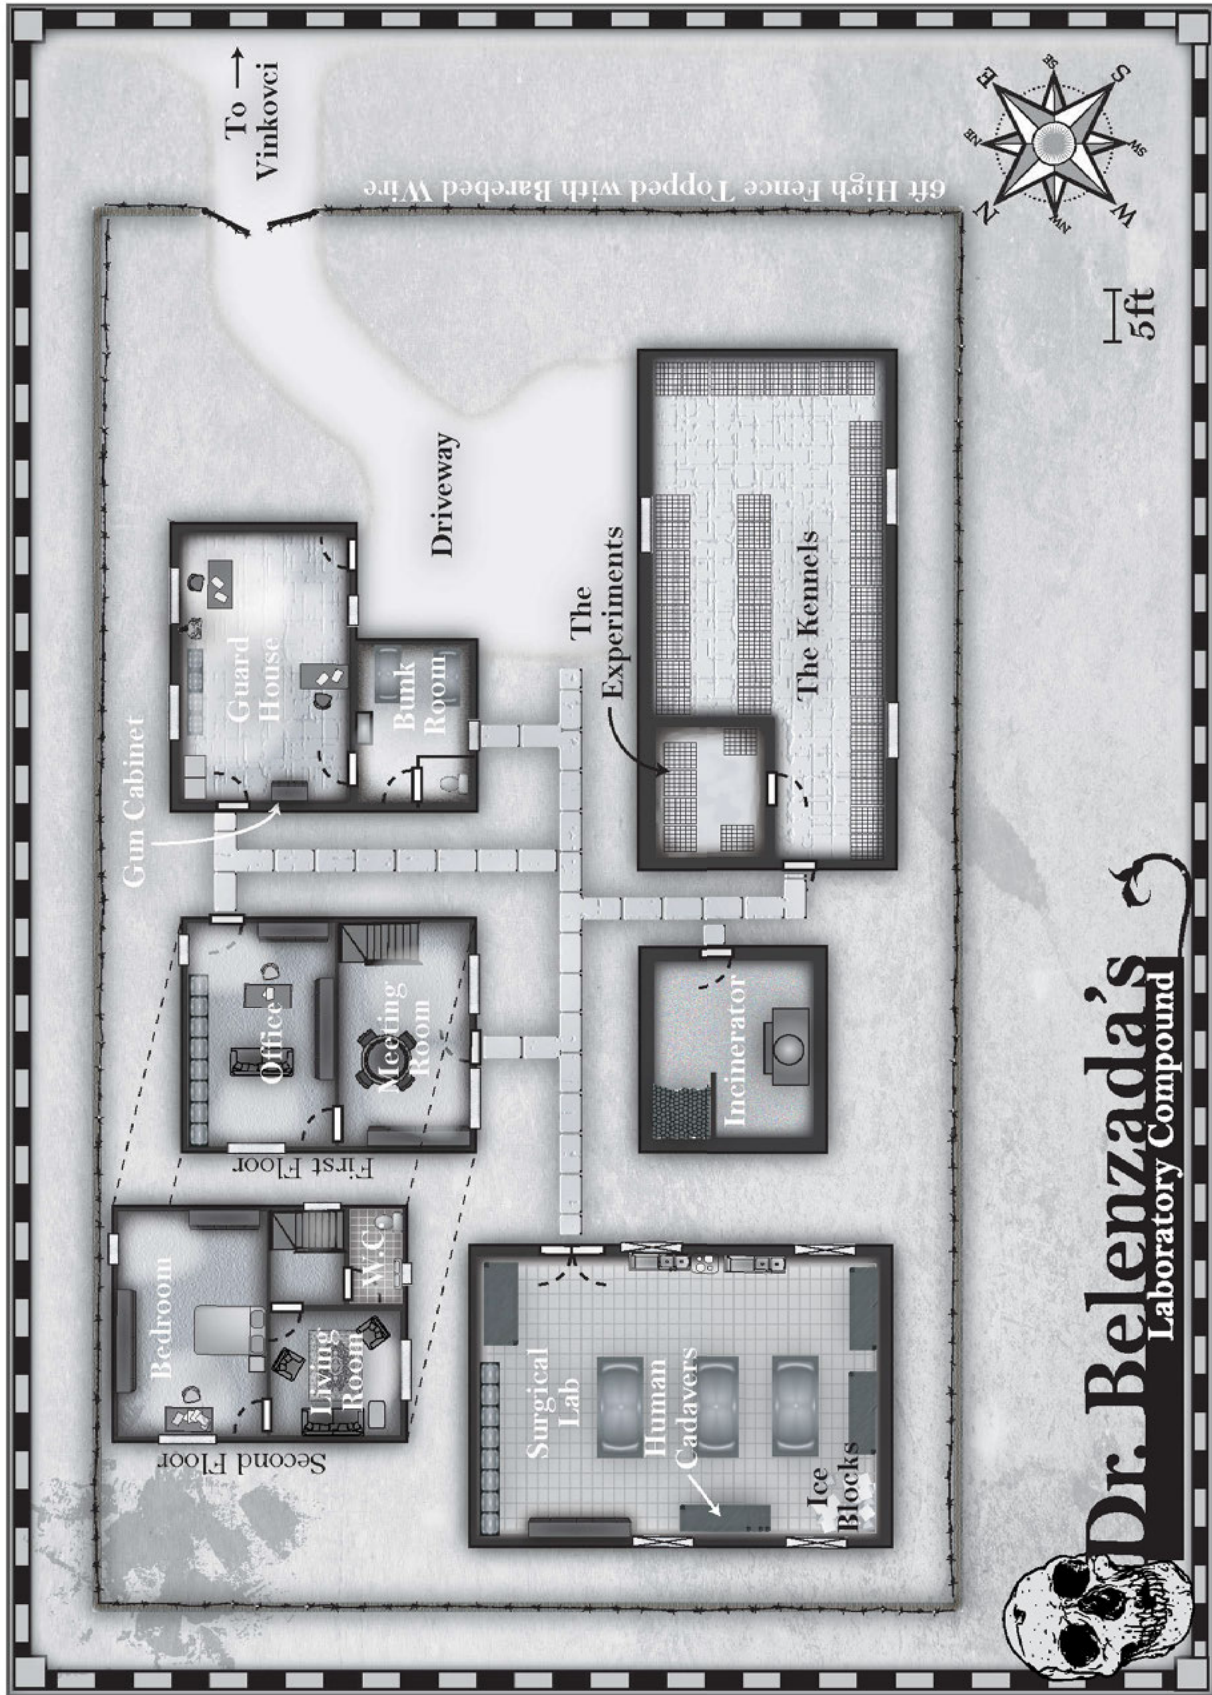 To →
Vinkovci
6ft High Fence Topped with Barebed Wire
Driveway
Gun Cabinet
Guard
House
Bunk
Room
The
Experiments
The Kennels
Office
Meeting
Room
First Floor
Incinerator
Bedroom
Living
Room
W.C.
Second Floor
Surgical
Lab
Human
Cadavers
Ice
Blocks
N
NE
E
SE
S
SW
W
NW
5ft
Dr. Belenzada's
Laboratory Compound